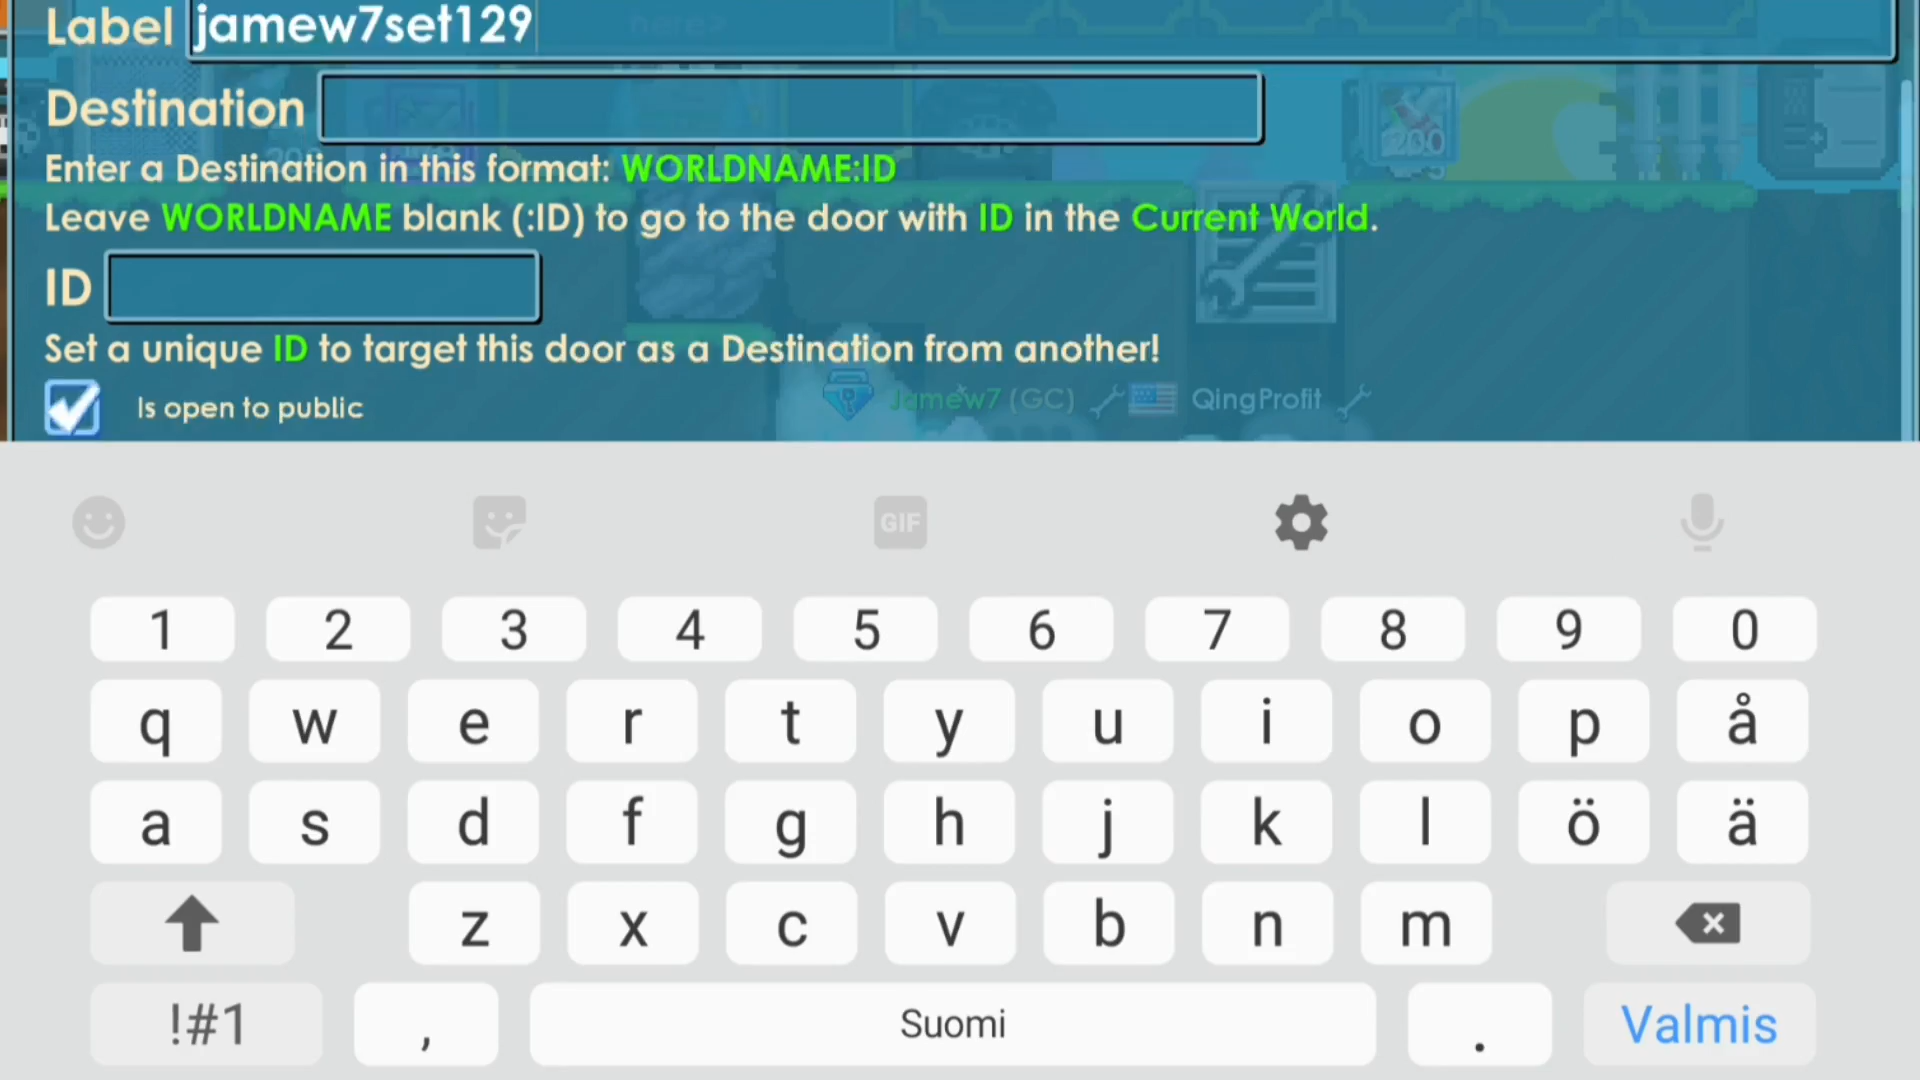 Label jamew7set129
Destination
Enter a Destination in this format: WORLDNAME:ID
Leave WORLDNAME blank (:ID) to go to the door with ID in the Current World.
ID
Set a unique ID to target this door as a Destination from another!
Is open to public
Jamew7 (GC) QingProfit
200
GIF
1 2 3 4 5 6 7 8 9 0
q w e r t y u i o p å
a s d f g h j k l ö ä
z x c v b n m
!#1 , Suomi . Valmis